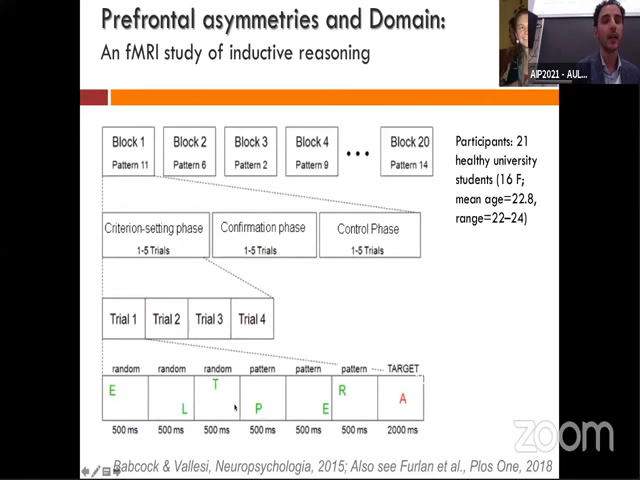 Prefrontal asymmetries and Domain:
An fMRI study of inductive reasoning
AIP2021 - AUL...
Block 1
Pattern 11
Block 2
Pattern 6
Block 3
Pattern 2
Block 4
Pattern 9
...
Block 20
Pattern 14
Participants: 21
healthy university
students (16 F;
mean age=22.8,
range=22–24)
Criterion-setting phase
1-5 Trials
Confirmation phase
1-5 Trials
Control Phase
1-5 Trials
Trial 1
Trial 2
Trial 3
Trial 4
random random random pattern pattern pattern TARGET
E L T P E R A
500 ms 500 ms 500 ms 500 ms 500 ms 500 ms 2000 ms
zoom
Babcock & Vallesi, Neuropsychologia, 2015; Also see Furlan et al., Plos One, 2018